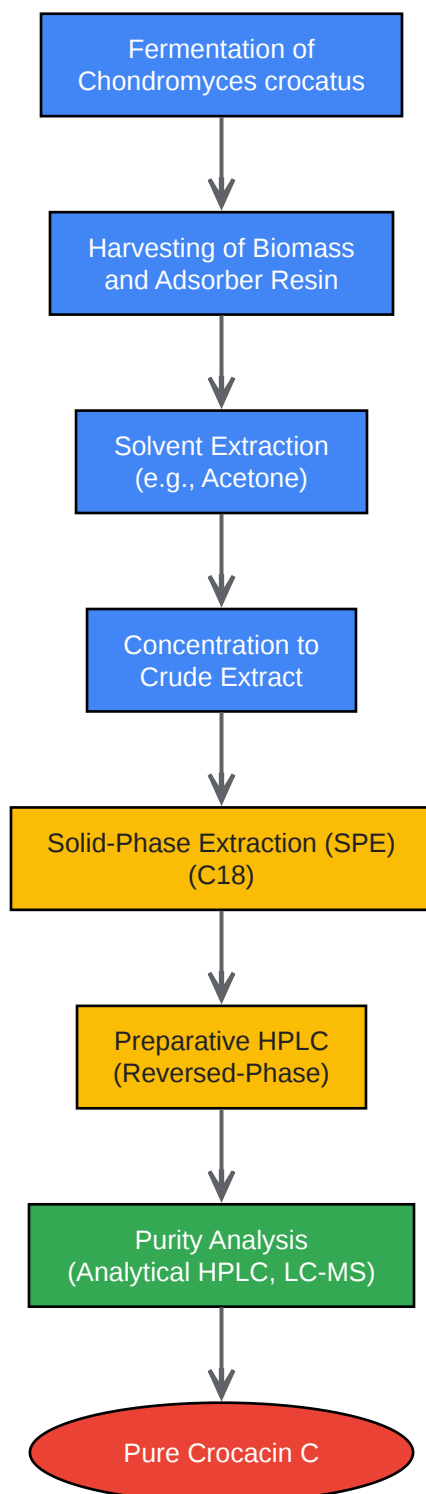 Fermentation of
Chondromyces crocatus
Harvesting of Biomass
and Adsorber Resin
Solvent Extraction
(e.g., Acetone)
Concentration to
Crude Extract
Solid-Phase Extraction (SPE)
(C18)
Preparative HPLC
(Reversed-Phase)
Purity Analysis
(Analytical HPLC, LC-MS)
Pure Crocacin C